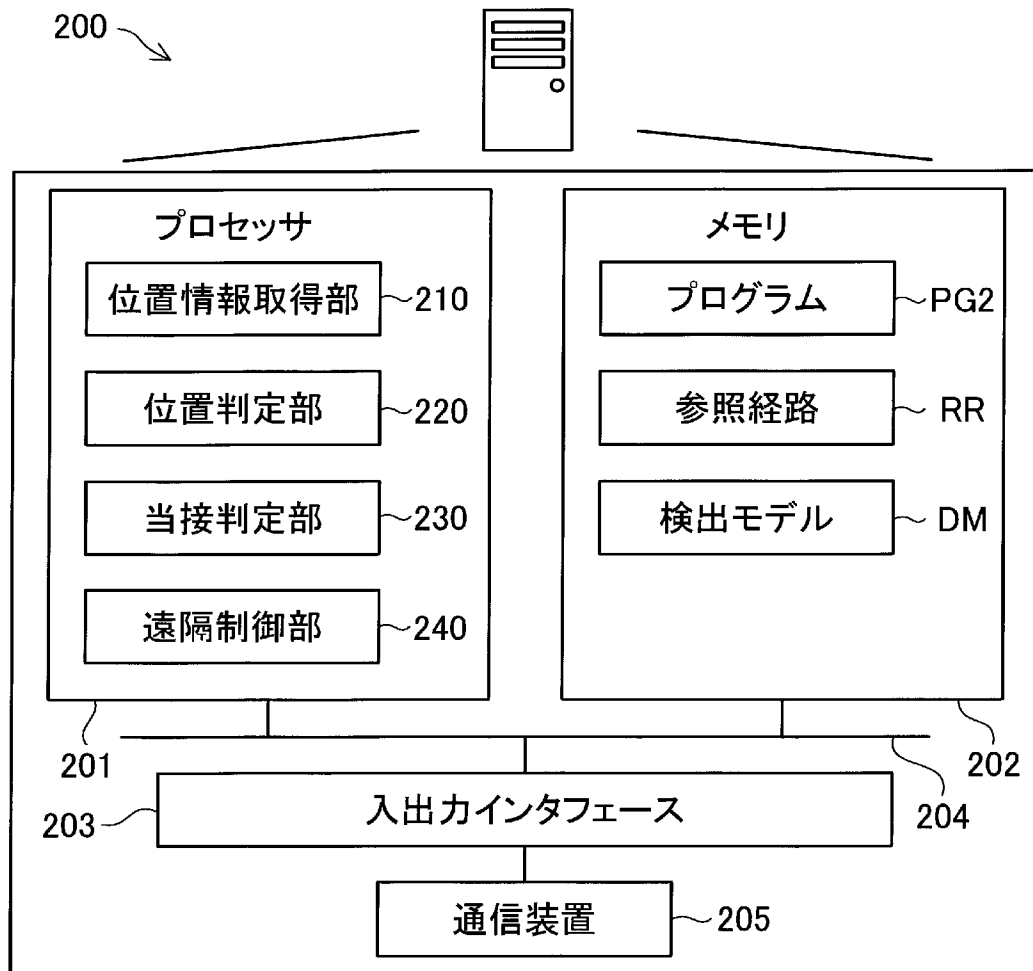 200
プロセッサ
位置情報取得部 210
位置判定部 220
当接判定部 230
遠隔制御部 240
201
メモリ
プログラム PG2
参照経路 RR
検出モデル DM
202
204
入出力インタフェース
203
通信装置 205